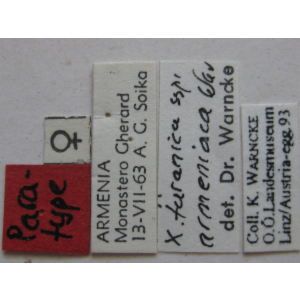 Para-
type
♀
ARMENIA
Monastero Gherard
13-VII-63 A. G. Soika
X. turanica ssp.
armeniaca
det. Dr. Warncke
Coll. K. WARNCKE
O.Ö.Landesmuseum
Linz/Austria-egg.93